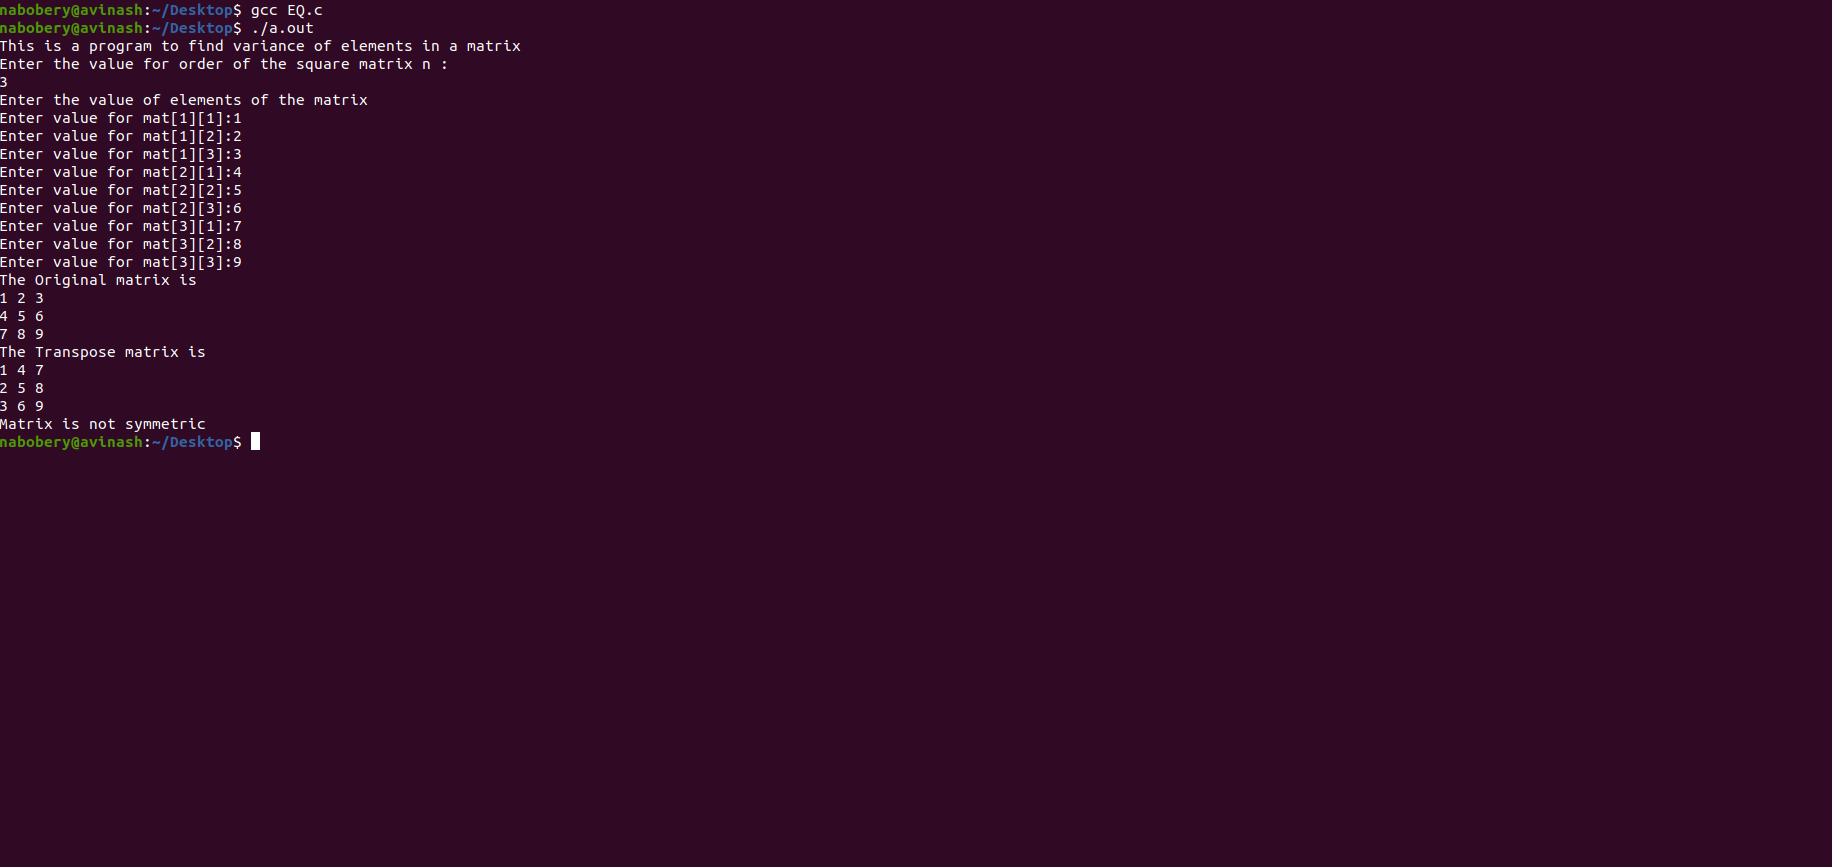 nabobery@avinash:~/Desktop$ gcc EQ.c
nabobery@avinash:~/Desktop$ ./a.out
This is a program to find variance of elements in a matrix
Enter the value for order of the square matrix n :
3
Enter the value of elements of the matrix
Enter value for mat[1][1]:1
Enter value for mat[1][2]:2
Enter value for mat[1][3]:3
Enter value for mat[2][1]:4
Enter value for mat[2][2]:5
Enter value for mat[2][3]:6
Enter value for mat[3][1]:7
Enter value for mat[3][2]:8
Enter value for mat[3][3]:9
The Original matrix is
1 2 3
4 5 6
7 8 9
The Transpose matrix is
1 4 7
2 5 8
3 6 9
Matrix is not symmetric
nabobery@avinash:~/Desktop$